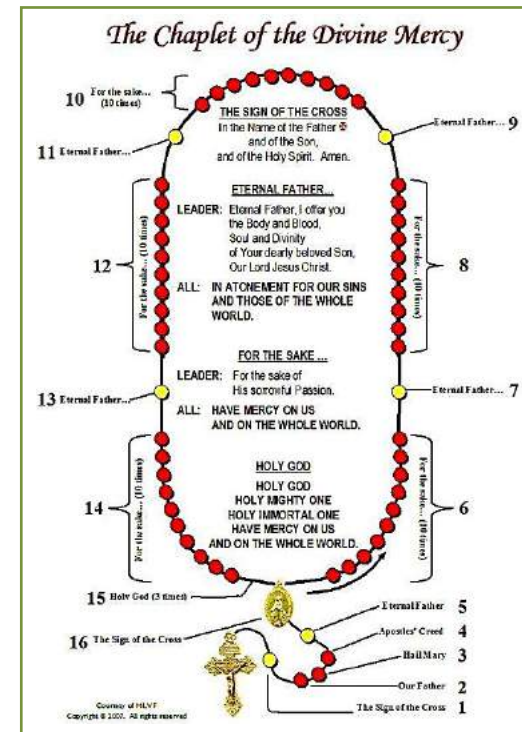 The Chaplet of the Divine Mercy
10 For the sake...
(10 times)
THE SIGN OF THE CROSS
In the Name of the Father ✠
and of the Son,
and of the Holy Spirit. Amen.
11 Eternal Father...
Eternal Father... 9
ETERNAL FATHER...
LEADER: Eternal Father, I offer you
the Body and Blood,
Soul and Divinity
of Your dearly beloved Son,
Our Lord Jesus Christ.
ALL: IN ATONEMENT FOR OUR SINS
AND THOSE OF THE WHOLE
WORLD.
12 For the sake... (10 times)
For the sake... (10 times) 8
FOR THE SAKE ...
LEADER: For the sake of
His sorrowful Passion.
ALL: HAVE MERCY ON US
AND ON THE WHOLE WORLD.
13 Eternal Father...
Eternal Father... 7
HOLY GOD
HOLY GOD
HOLY MIGHTY ONE
HOLY IMMORTAL ONE
HAVE MERCY ON US
AND ON THE WHOLE WORLD.
14 For the sake... (10 times)
For the sake... (10 times) 6
15 Holy God (3 times)
16 The Sign of the Cross
Eternal Father 5
Apostles' Creed 4
Hail Mary 3
Our Father 2
The Sign of the Cross 1
Courtesy of HLVF
Copyright © 2007. All rights reserved